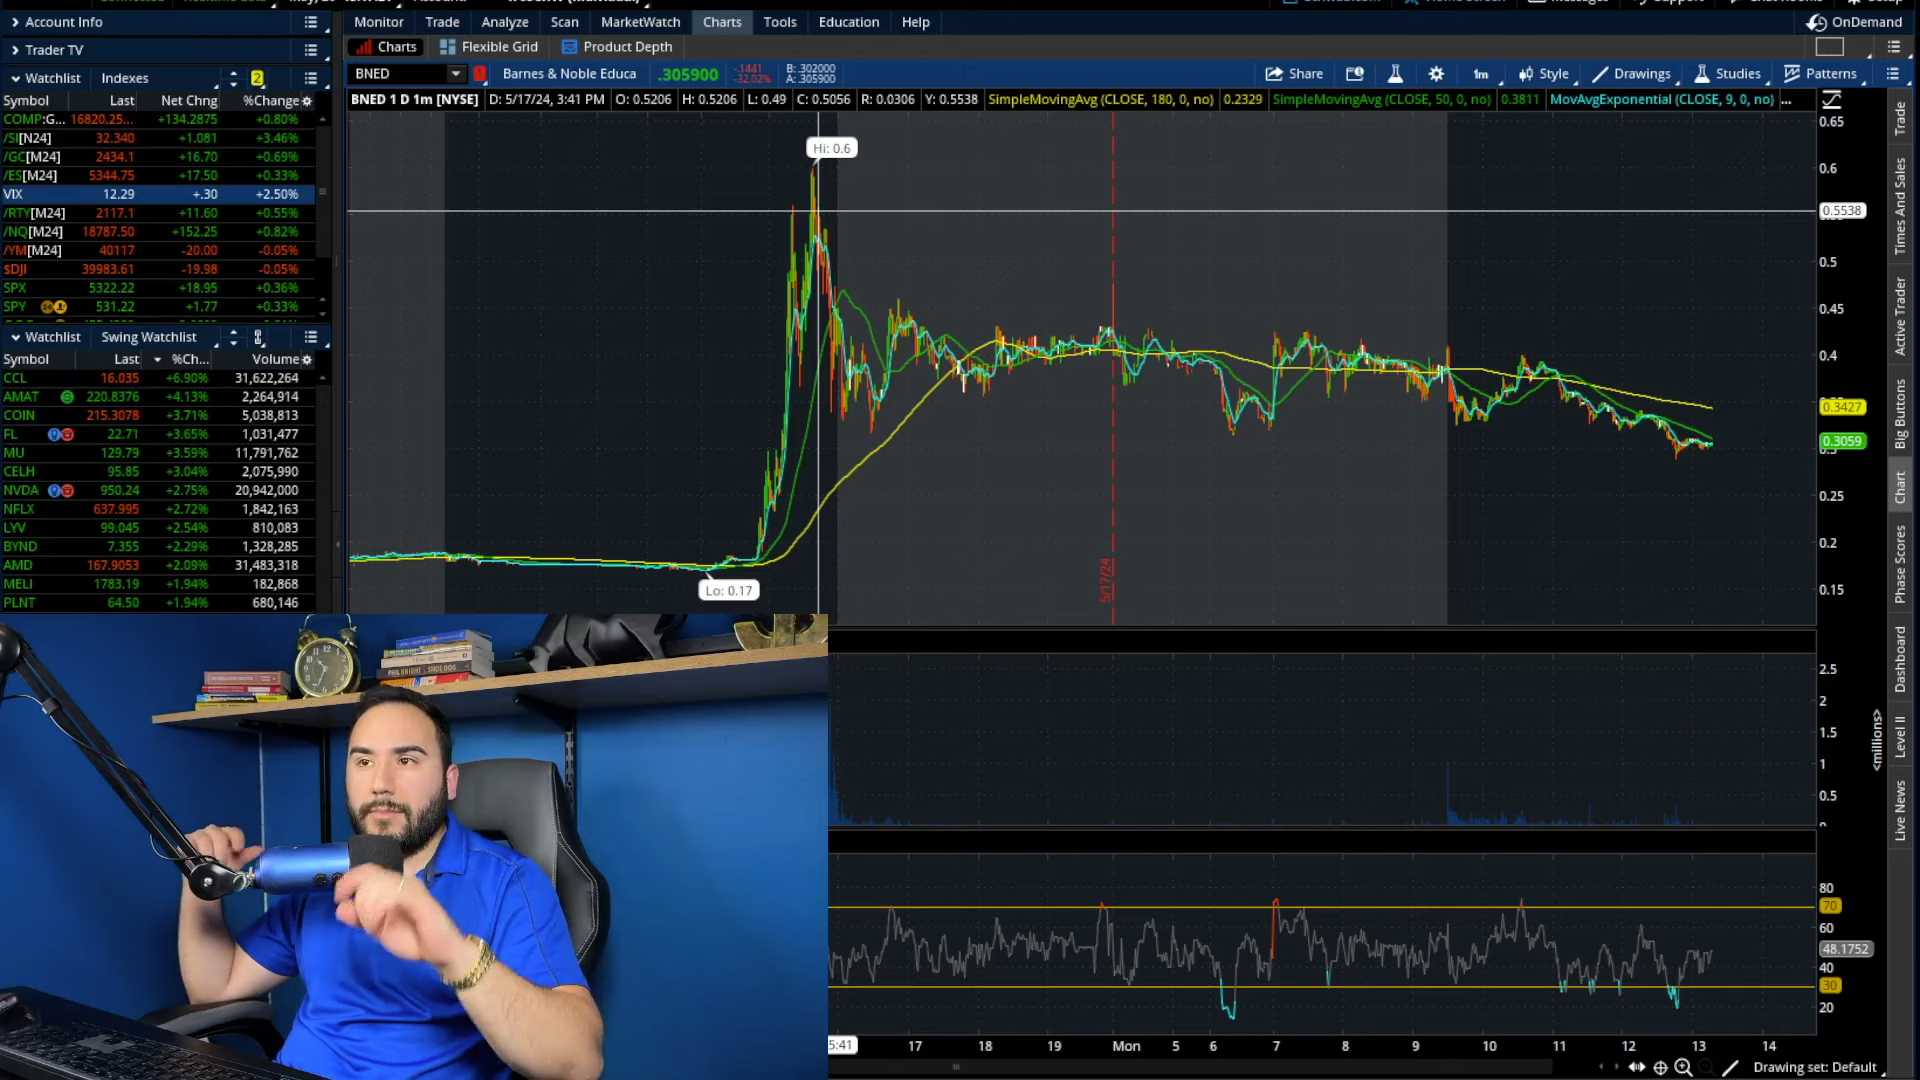 Account Info
Monitor Trade Analyze Scan MarketWatch Charts Tools Education Help
OnDemand
Trader TV
Charts Flexible Grid Product Depth
Watchlist Indexes 2
BNED 1 Barnes & Noble Educa .305900 -.1441 -32.02% B: .302000 A: .305900
Share 1m Style Drawings Studies Patterns
Symbol Last Net Chng %Change
BNED 1 D 1m [NYSE] D: 5/17/24, 3:41 PM O: 0.5206 H: 0.5206 L: 0.49 C: 0.5056 R: 0.0306 Y: 0.5538 SimpleMovingAvg (CLOSE, 180, 0, no) 0.2329 SimpleMovingAvg (CLOSE, 50, 0, no) 0.3811 MovAvgExponential (CLOSE, 9, 0, no) ...
COMP:G... 16820.25... +134.2875 +0.80%
/SI[N24] 32.340 +1.081 +3.46%
/GC[M24] 2434.1 +16.70 +0.69%
/ES[M24] 5344.75 +17.50 +0.33%
VIX 12.29 +.30 +2.50%
/RTY[M24] 2117.1 +11.60 +0.55%
/NQ[M24] 18787.50 +152.25 +0.82%
/YM[M24] 40117 -20.00 -0.05%
$DJI 39983.61 -19.98 -0.05%
SPX 5322.22 +18.95 +0.36%
SPY 531.22 +1.77 +0.33%
Watchlist Swing Watchlist
Symbol Last %Ch... Volume
CCL 16.035 +6.90% 31,622,264
AMAT 220.8376 +4.13% 2,264,914
COIN 215.3078 +3.71% 5,038,813
FL 22.71 +3.65% 1,031,477
MU 129.79 +3.59% 11,791,762
CELH 95.85 +3.04% 2,075,990
NVDA 950.24 +2.75% 20,942,000
NFLX 637.995 +2.72% 1,842,163
LYV 99.045 +2.54% 810,083
BYND 7.355 +2.29% 1,328,285
AMD 167.9053 +2.09% 31,483,318
MELI 1783.19 +1.94% 182,868
PLNT 64.50 +1.94% 680,146
Hi: 0.6
Lo: 0.17
5/17/24
0.65
0.6
0.5538
0.5
0.45
0.4
0.3427
0.3059
0.25
0.2
0.15
2.5
2
1.5
1
0.5
<millions>
80
70
60
48.1752
40
30
20
5:41 17 18 19 Mon 5 6 7 8 9 10 11 12 13 14
Drawing set: Default
Trade
Times And Sales
Active Trader
Big Buttons
Chart
Phase Scores
Dashboard
Level II
Live News
PHIL KNIGHT SHOE DOG